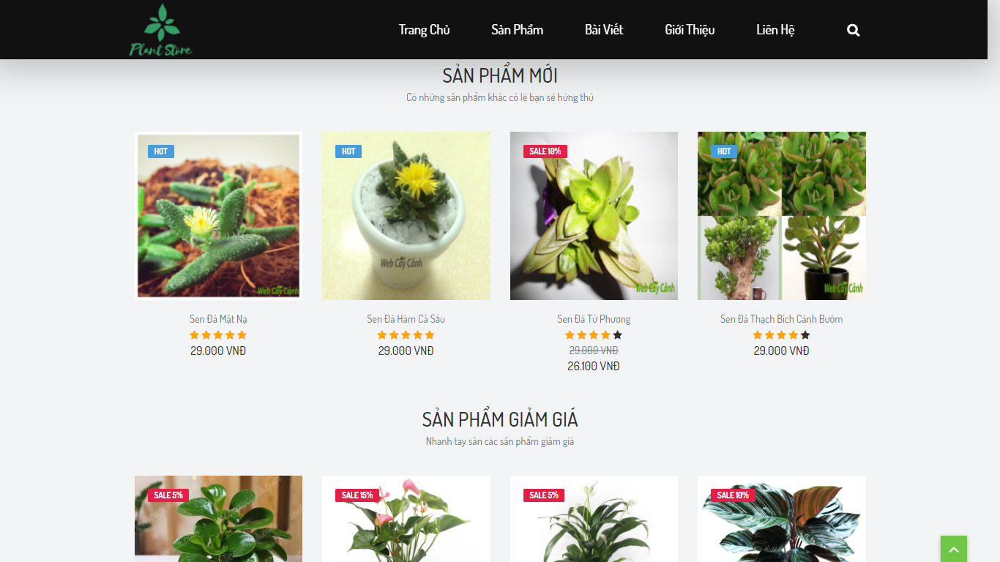 Plant Store
Trang Chủ
Sản Phẩm
Bài Viết
Giới Thiệu
Liên Hệ
SẢN PHẨM MỚI
Có những sản phẩm khác có lẽ bạn sẽ hứng thú
HOT
HOT
SALE 10%
HOT
Web Cây Cảnh
Web Cây Cảnh
Web Cây Cảnh
Web Cây Cảnh
Sen Đá Mặt Nạ
Sen Đá Hàm Cá Sấu
Sen Đá Tứ Phương
Sen Đá Thạch Bích Cánh Bướm
29.000 VNĐ
29.000 VNĐ
29.000 VNĐ
26.100 VNĐ
29.000 VNĐ
SẢN PHẨM GIẢM GIÁ
Nhanh tay săn các sản phẩm giảm giá
SALE 5%
SALE 15%
SALE 5%
SALE 10%